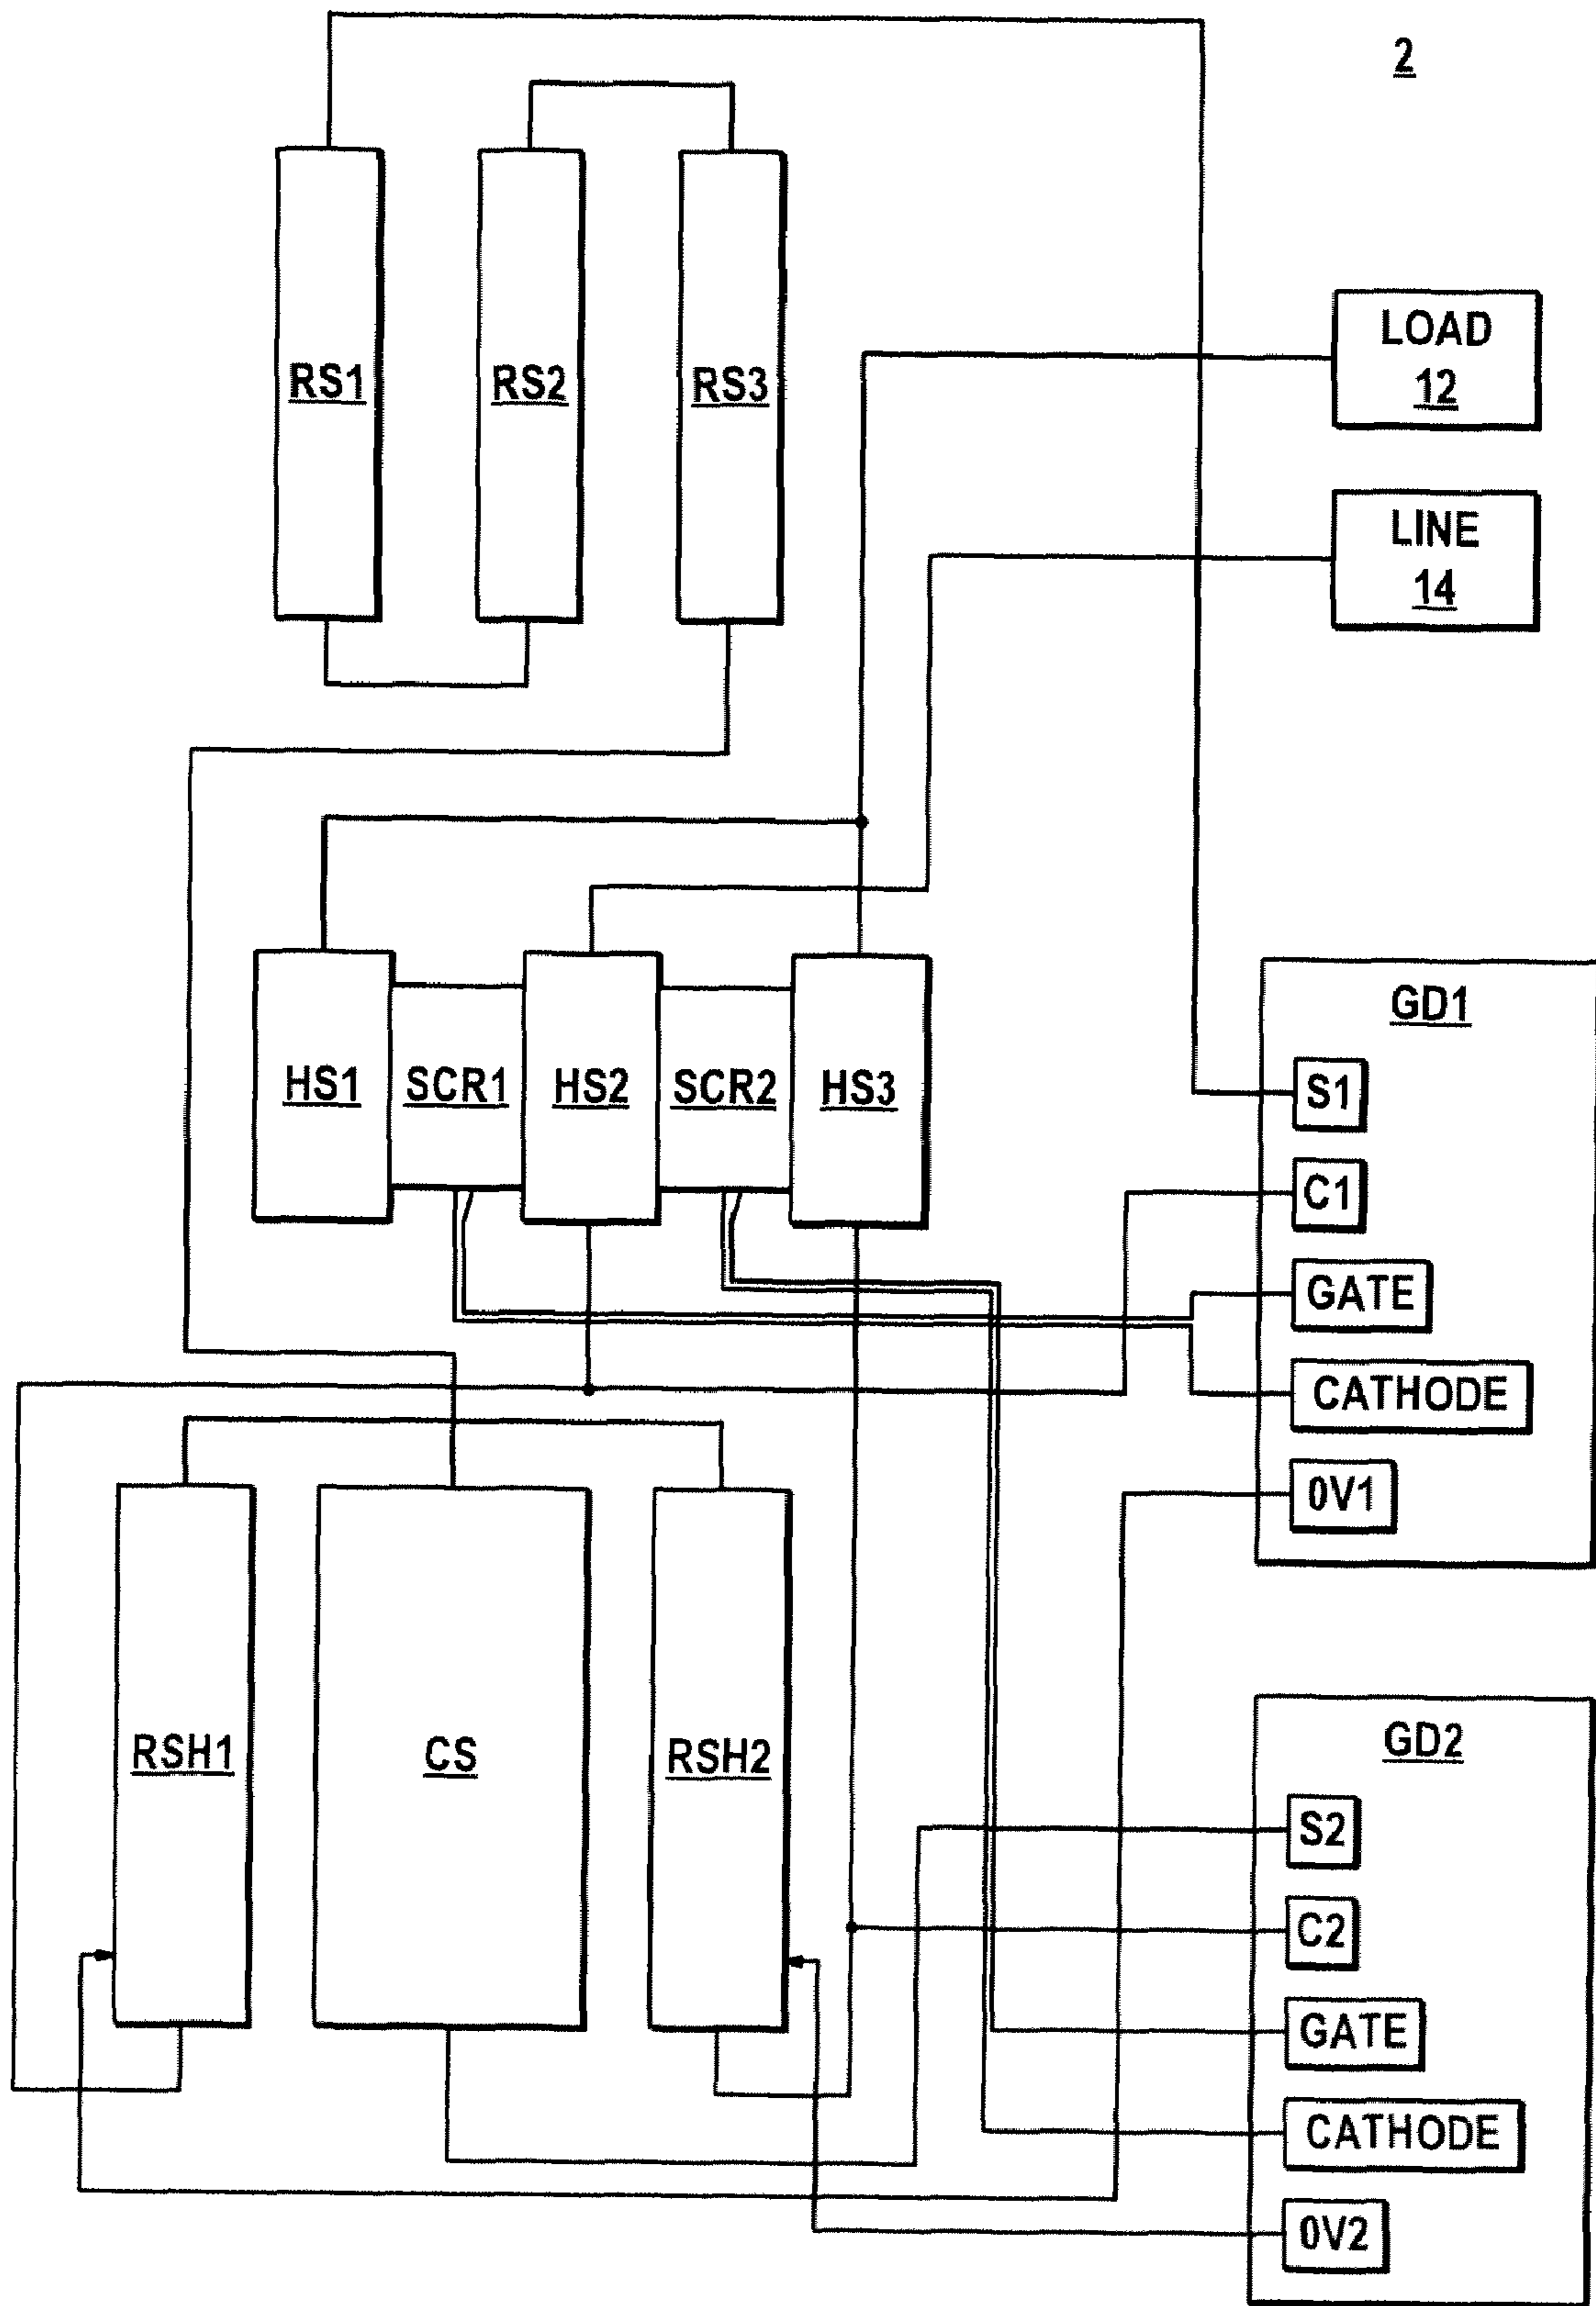 2
RS1
RS2
RS3
LOAD
12
LINE
14
HS1
SCR1
HS2
SCR2
HS3
GD1
S1
C1
GATE
CATHODE
0V1
RSH1
CS
RSH2
GD2
S2
C2
GATE
CATHODE
0V2